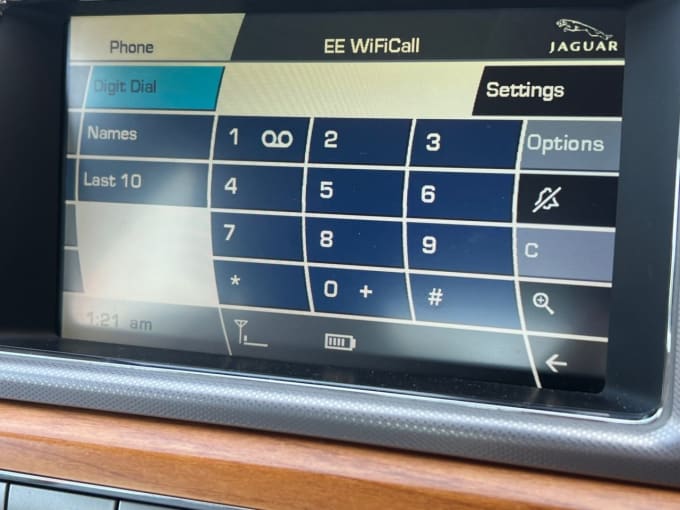 Phone
EE WiFiCall
JAGUAR
Digit Dial
Settings
Names
1
2
3
Options
Last 10
4
5
6
7
8
9
C
*
0 +
#
1:21 am